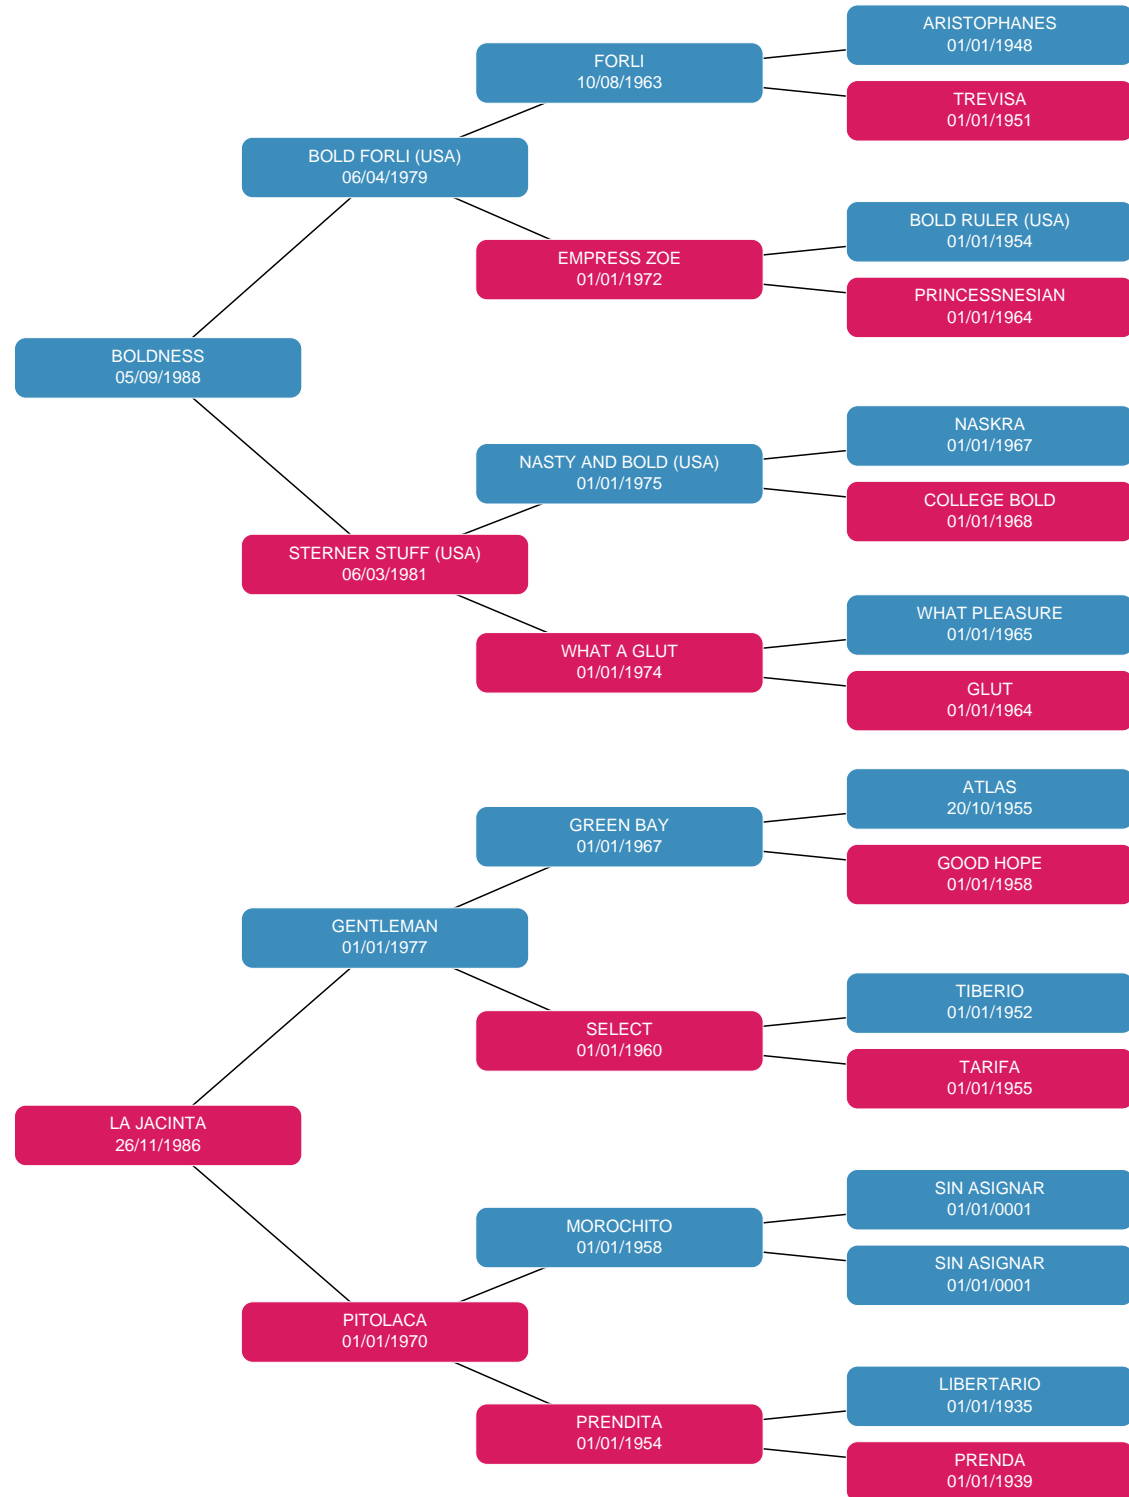 ARISTOPHANES
01/01/1948
FORLI
10/08/1963
TREVISA
01/01/1951
BOLD FORLI (USA)
06/04/1979
BOLD RULER (USA)
01/01/1954
EMPRESS ZOE
01/01/1972
PRINCESSNESIAN
01/01/1964
BOLDNESS
05/09/1988
NASKRA
01/01/1967
NASTY AND BOLD (USA)
01/01/1975
COLLEGE BOLD
01/01/1968
STERNER STUFF (USA)
06/03/1981
WHAT PLEASURE
01/01/1965
WHAT A GLUT
01/01/1974
GLUT
01/01/1964
ATLAS
20/10/1955
GREEN BAY
01/01/1967
GOOD HOPE
01/01/1958
GENTLEMAN
01/01/1977
TIBERIO
01/01/1952
SELECT
01/01/1960
TARIFA
01/01/1955
LA JACINTA
26/11/1986
SIN ASIGNAR
01/01/0001
MOROCHITO
01/01/1958
SIN ASIGNAR
01/01/0001
PITOLACA
01/01/1970
LIBERTARIO
01/01/1935
PRENDITA
01/01/1954
PRENDA
01/01/1939